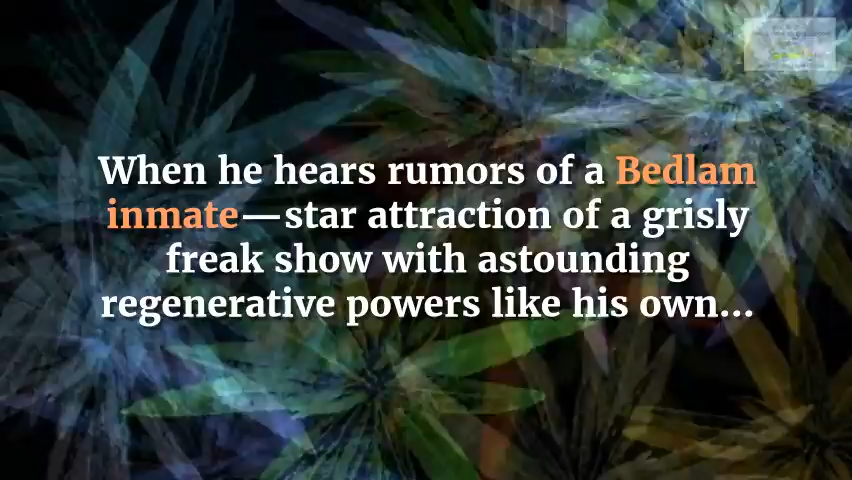 When he hears rumors of a Bedlam
inmate—star attraction of a grisly
freak show with astounding
regenerative powers like his own...